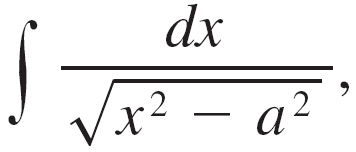 ∫ dx / √(x² − a²),